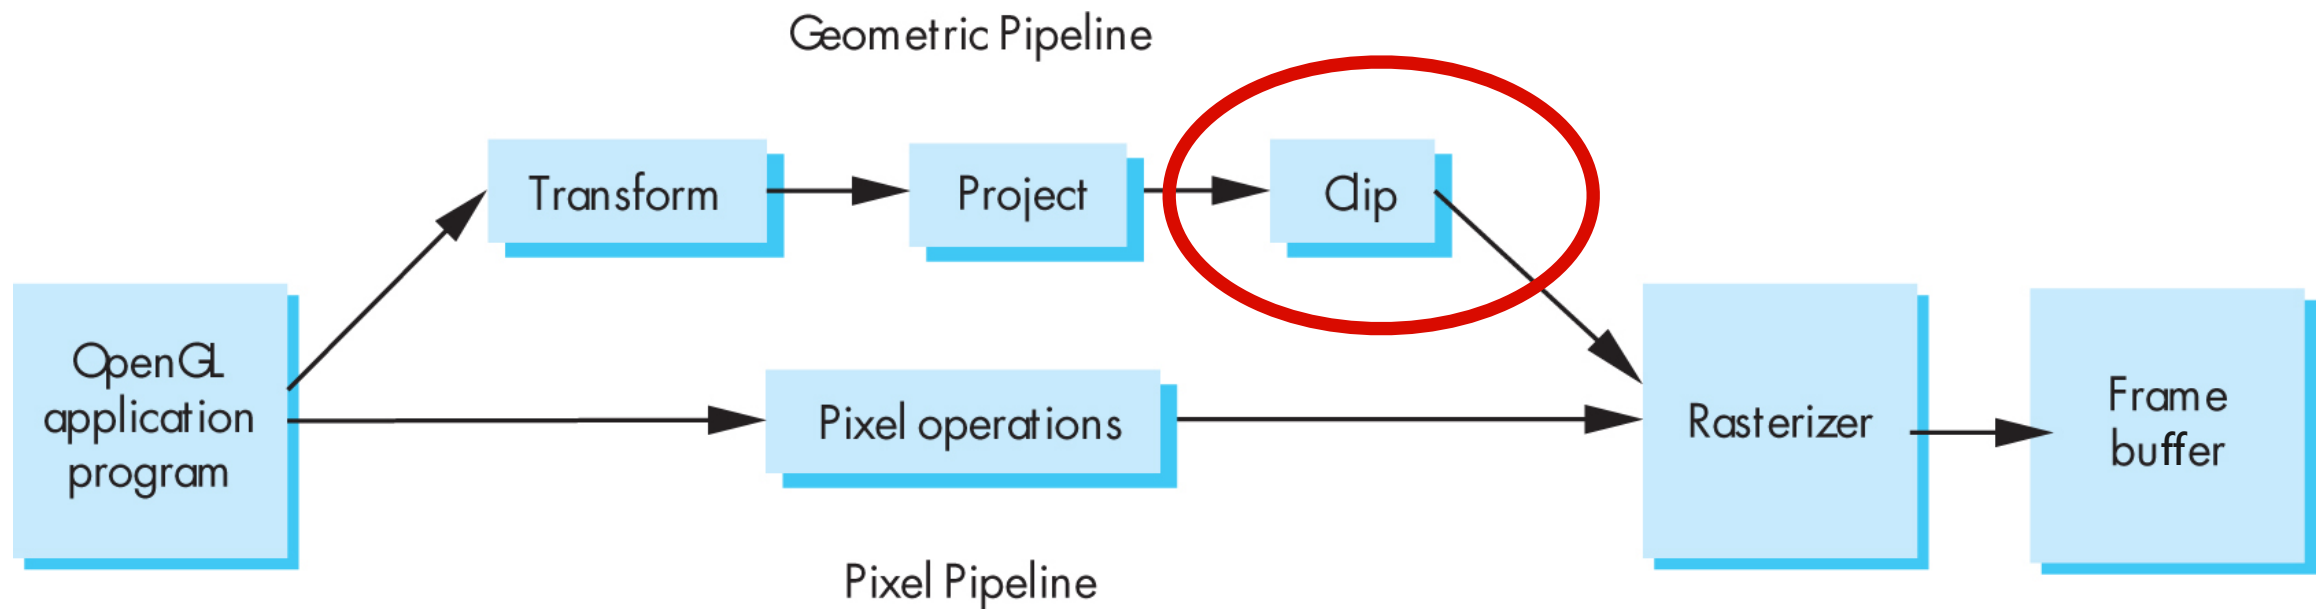 Geometric Pipeline
Transform
Project
Clip
OpenGL
application
program
Pixel operations
Rasterizer
Frame
buffer
Pixel Pipeline